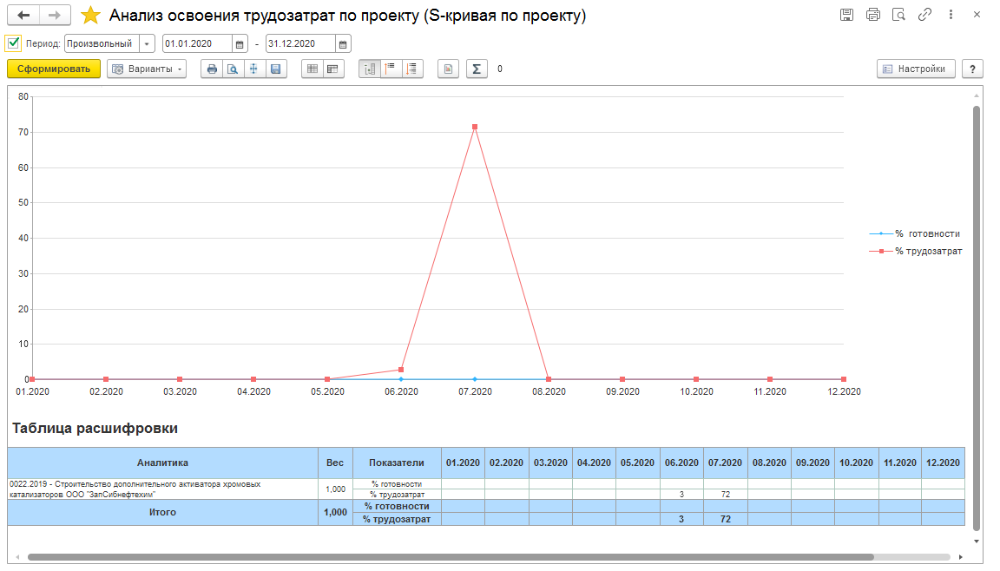 Анализ освоения трудозатрат по проекту (S-кривая по проекту)
Период: Произвольный 01.01.2020 - 31.12.2020
Сформировать Варианты Σ 0 Настройки ?
80
70
60
50
40
30
20
10
0
% готовности
% трудозатрат
01.2020 02.2020 03.2020 04.2020 05.2020 06.2020 07.2020 08.2020 09.2020 10.2020 11.2020 12.2020
Таблица расшифровки
Аналитика Вес Показатели 01.2020 02.2020 03.2020 04.2020 05.2020 06.2020 07.2020 08.2020 09.2020 10.2020 11.2020 12.2020
0022.2019 - Строительство дополнительного активатора хромовых
катализаторов ООО "ЗапСибнефтехим"
1,000
% готовности
% трудозатрат 3 72
Итого 1,000
% готовности
% трудозатрат 3 72